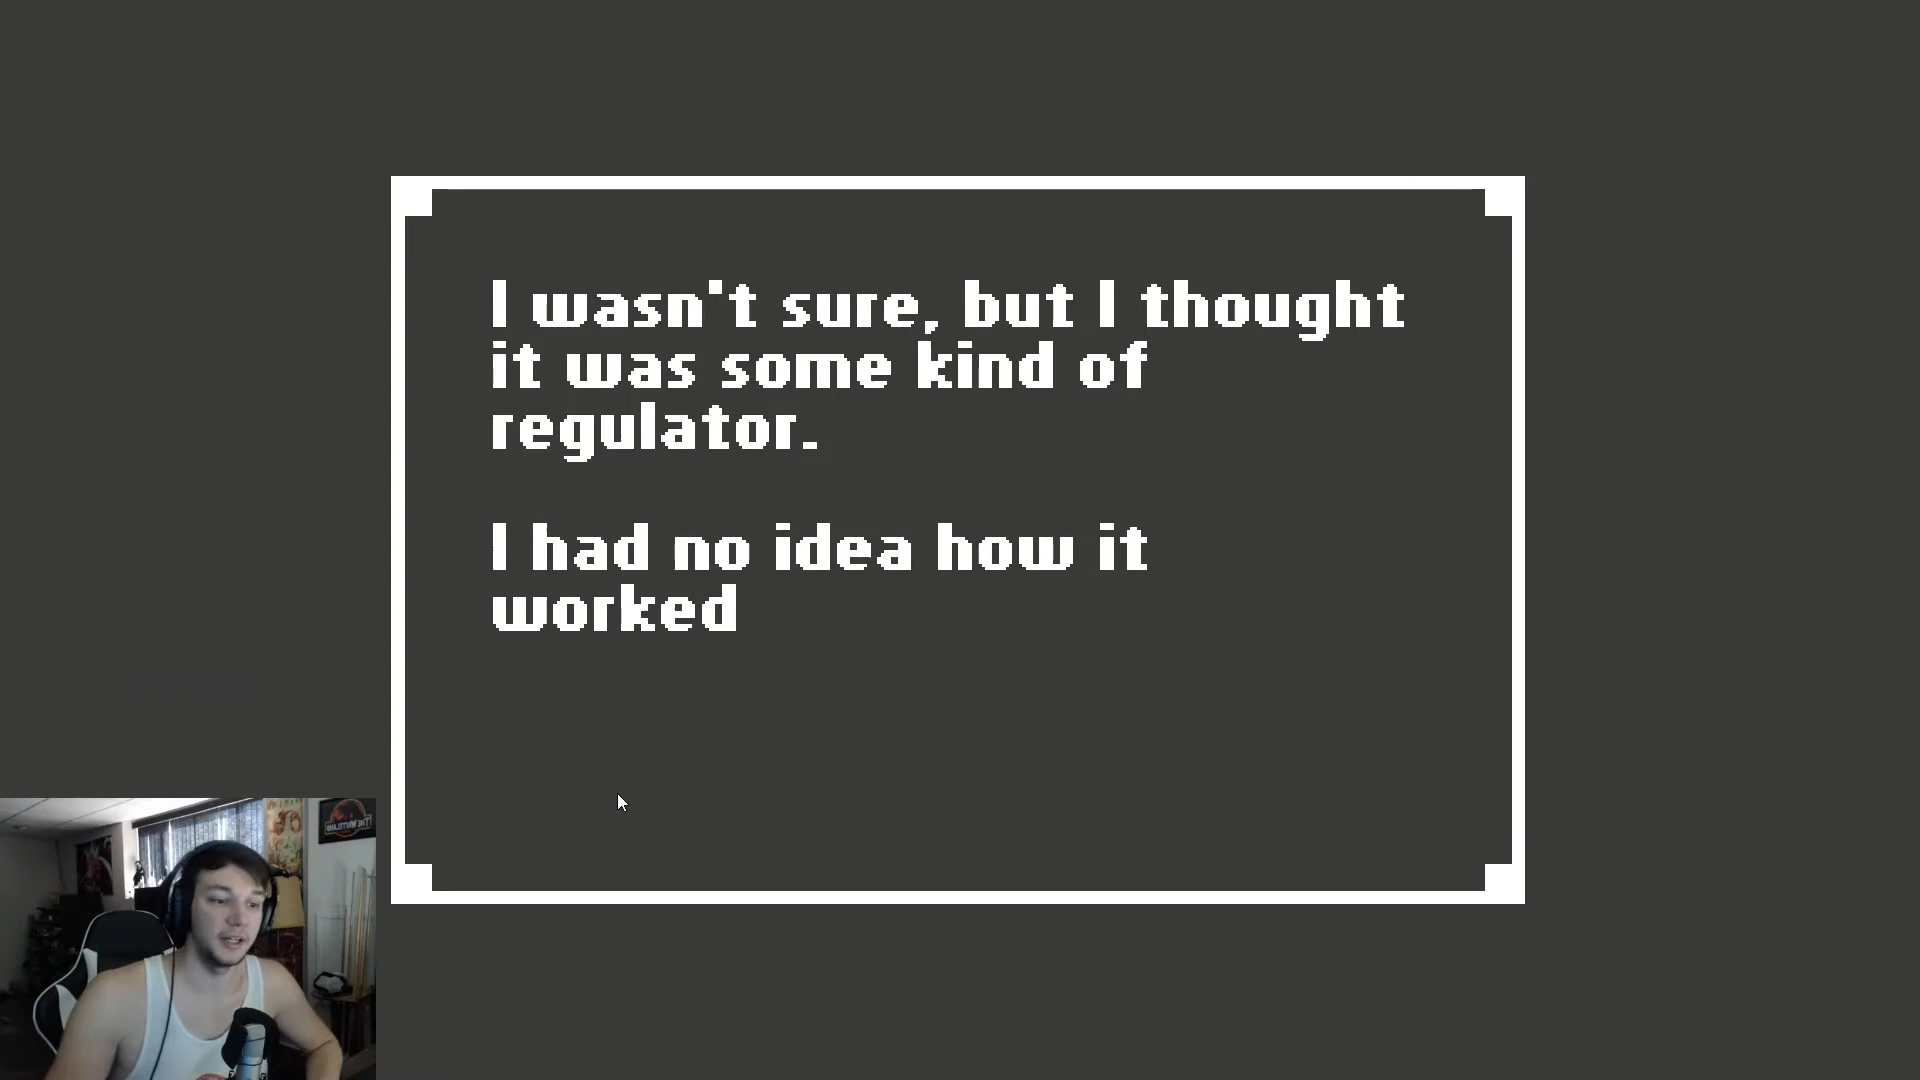 I wasn't sure, but I thought
it was some kind of
regulator.
I had no idea how it
worked